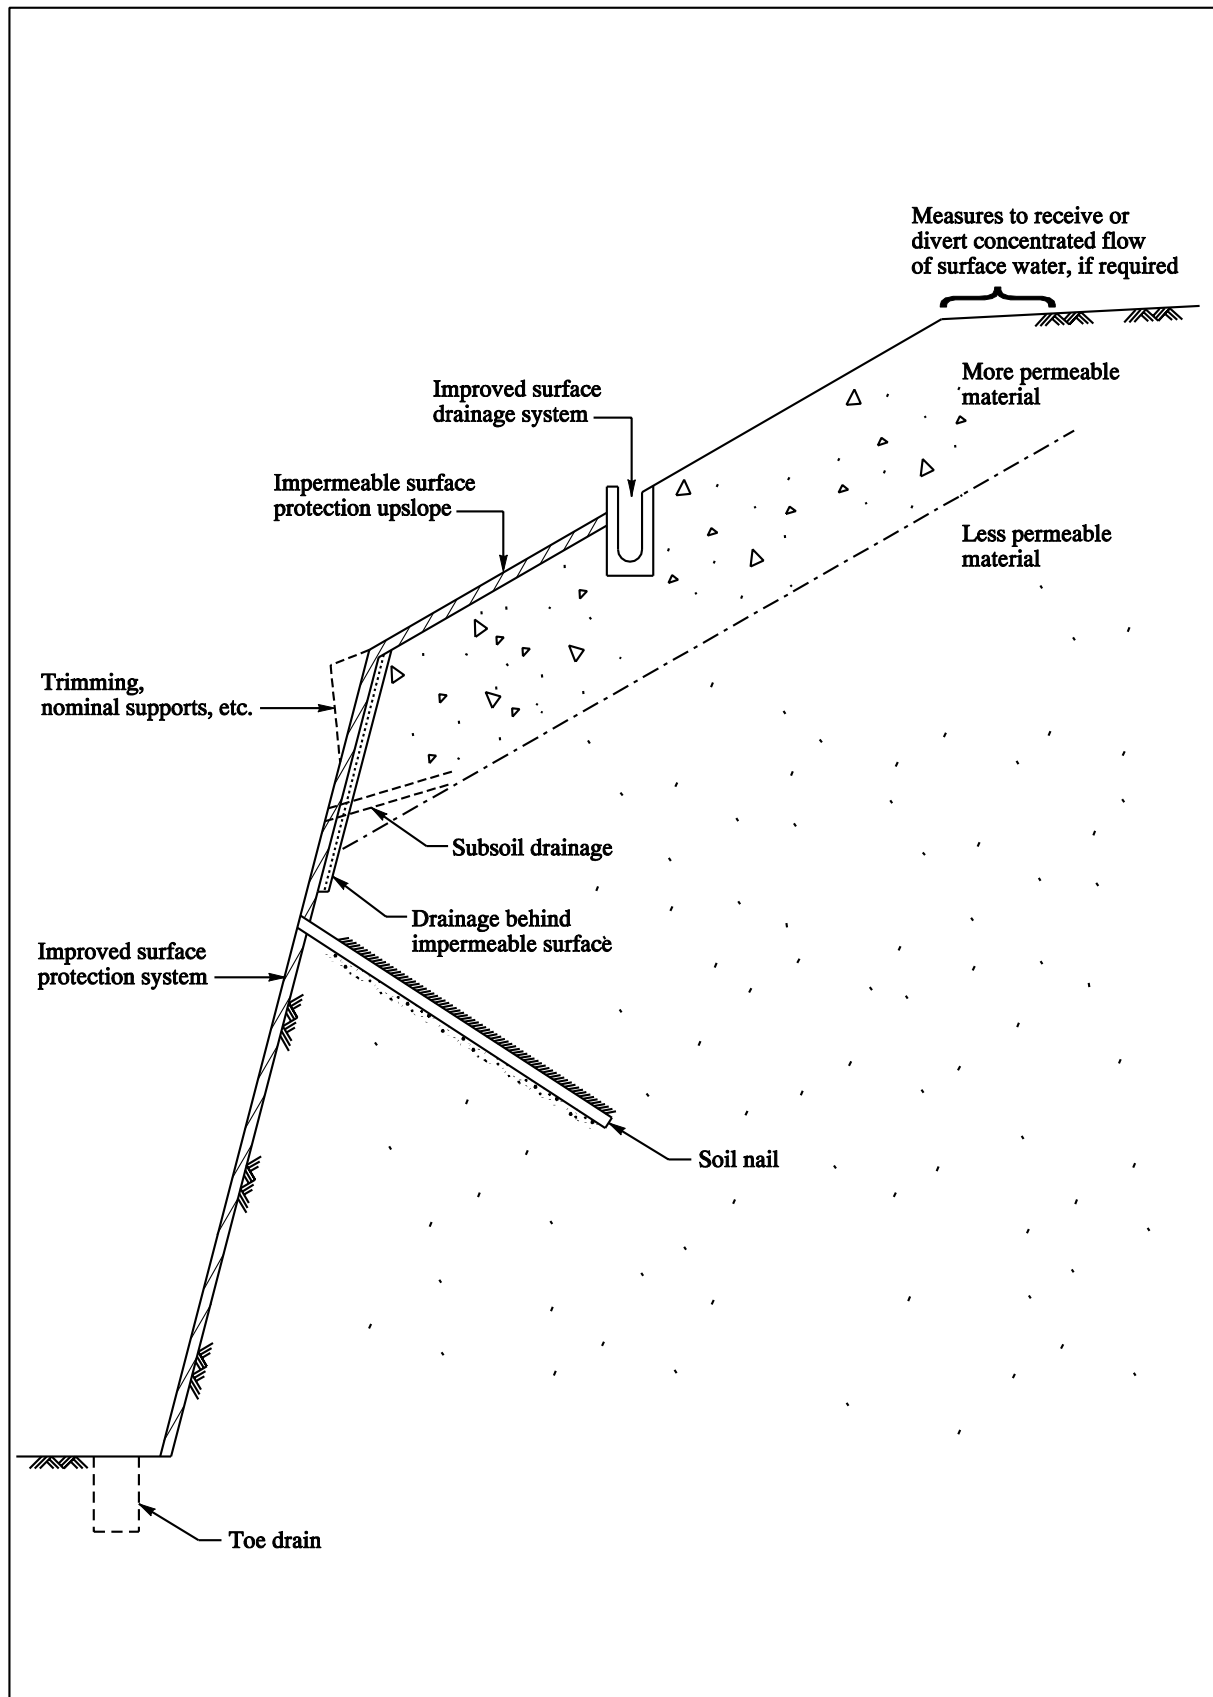 Measures to receive or
divert concentrated flow
of surface water, if required
More permeable
material
Improved surface
drainage system
Impermeable surface
protection upslope
Less permeable
material
Trimming,
nominal supports, etc.
Subsoil drainage
Drainage behind
impermeable surface
Improved surface
protection system
Soil nail
Toe drain